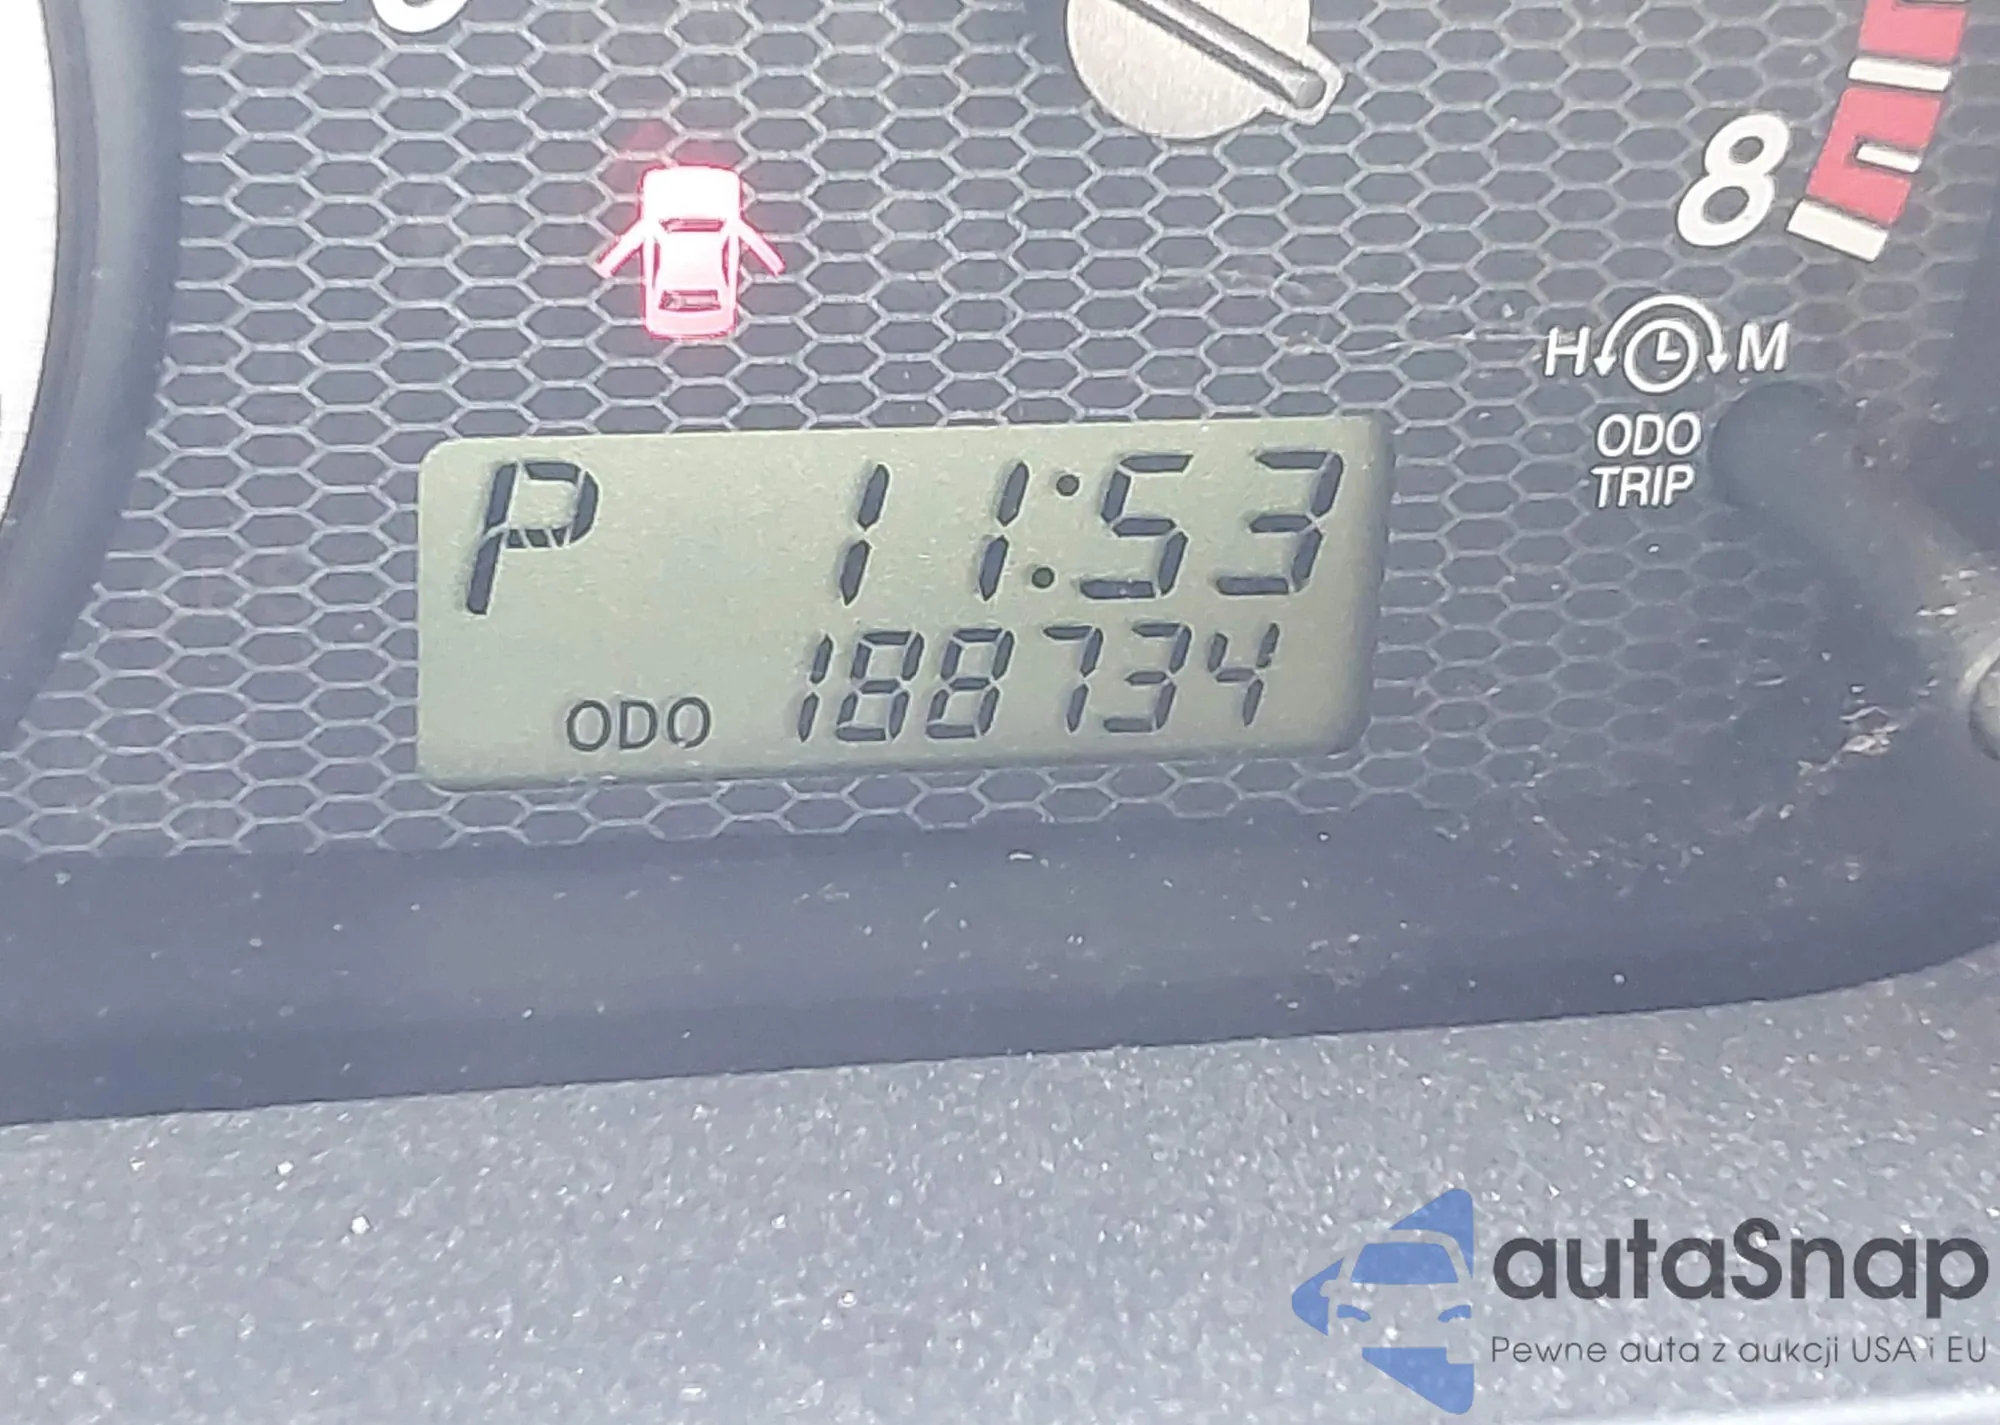 8
H M
ODO
TRIP
P 11:53
ODO 188734
autaSnap
Pewne auta z aukcji USA i EU